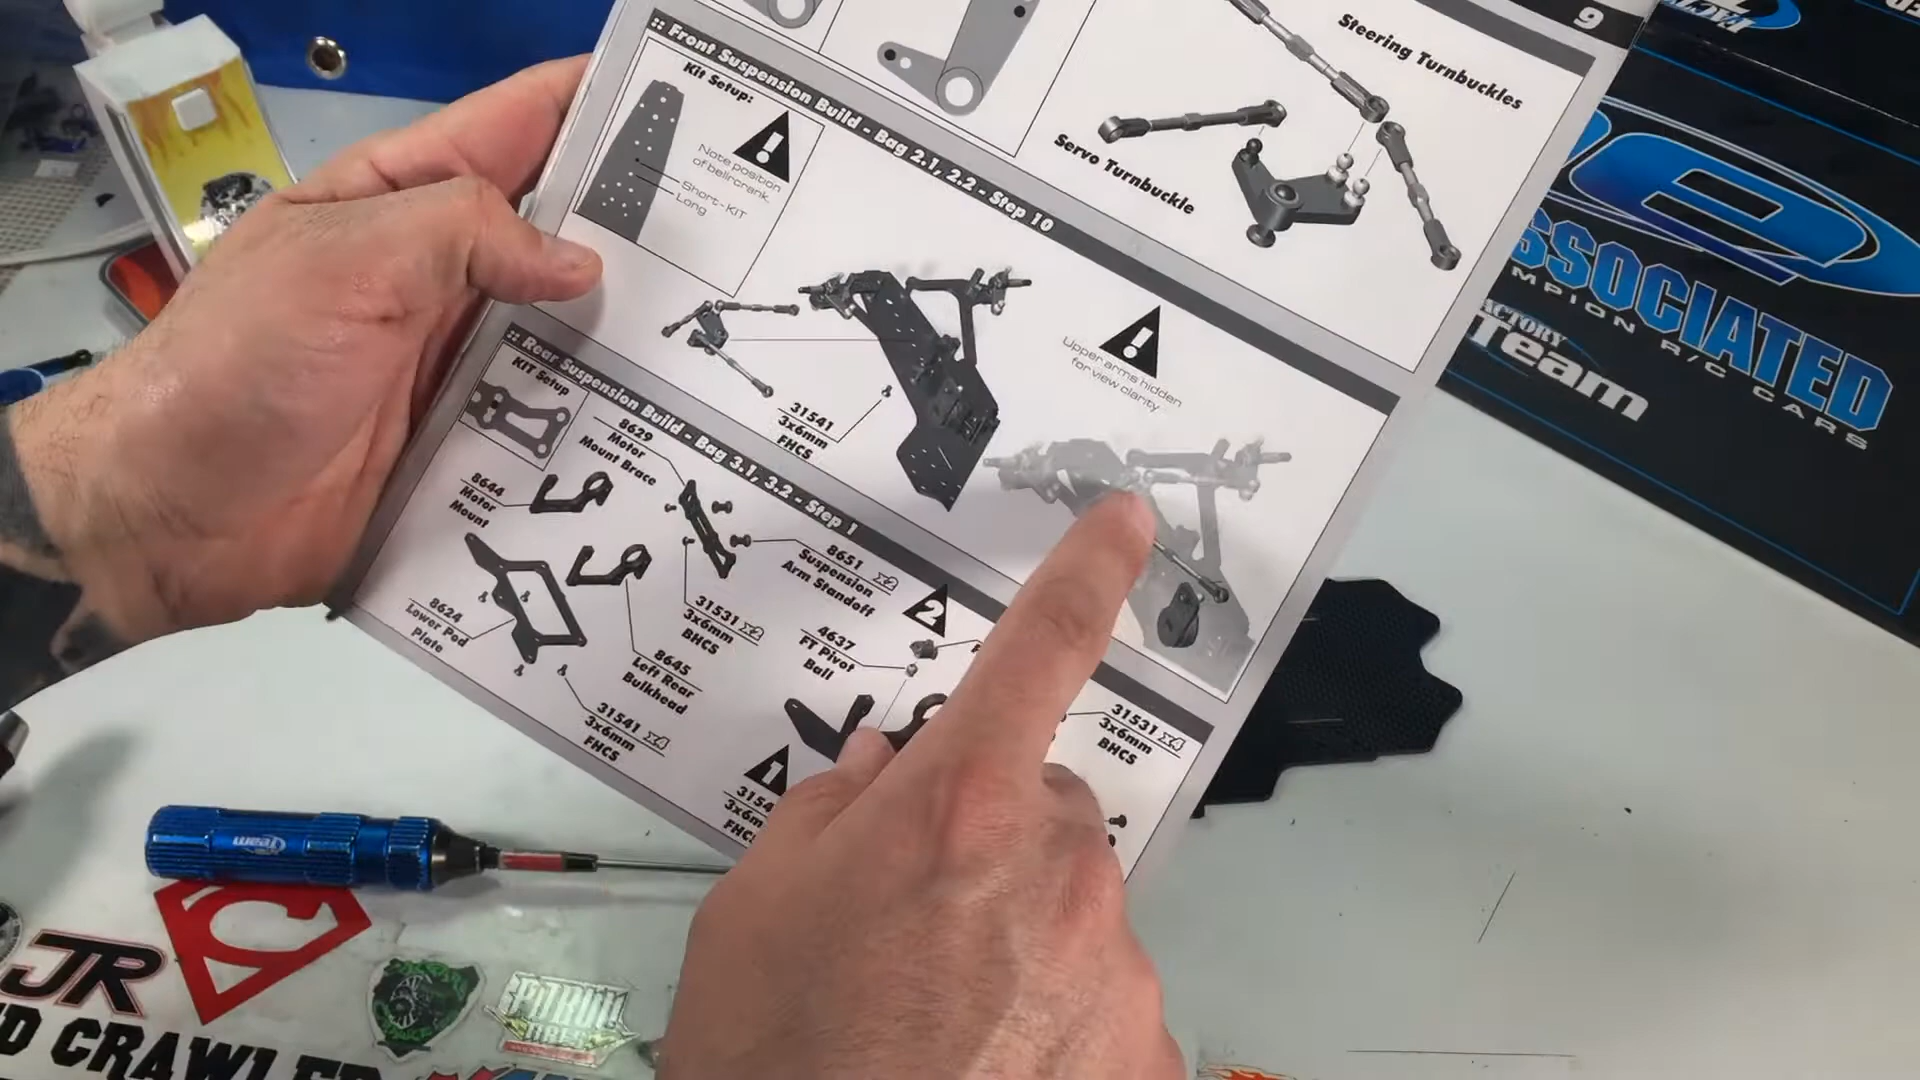 9
Steering Turnbuckles
Servo Turnbuckle
:: Front Suspension Build - Bag 2.1, 2.2 - Step 10
Kit Setup:
!
Note position
of bellcrank.
Short - KIT
Long
!
Upper arms hidden
for view clarity
31541
3x6mm
FHCS
:: Rear Suspension Build - Bag 3.1, 3.2 - Step 1
KIT Setup
8629
Motor
Mount Brace
8644
Motor
Mount
8651 x2
Suspension
Arm Standoff
31531 x2
3x6mm
BHCS
8624
Lower Pod
Plate
8645
Left Rear
Bulkhead
31541 x4
3x6mm
FHCS
2
4637
FT Pivot
Ball
1
31531 x4
3x6mm
BHCS
ASSOCIATED
CHAMPION R/C CARS
FACTORY
Team
JR
CRAWLER
PITBULL
TIRES